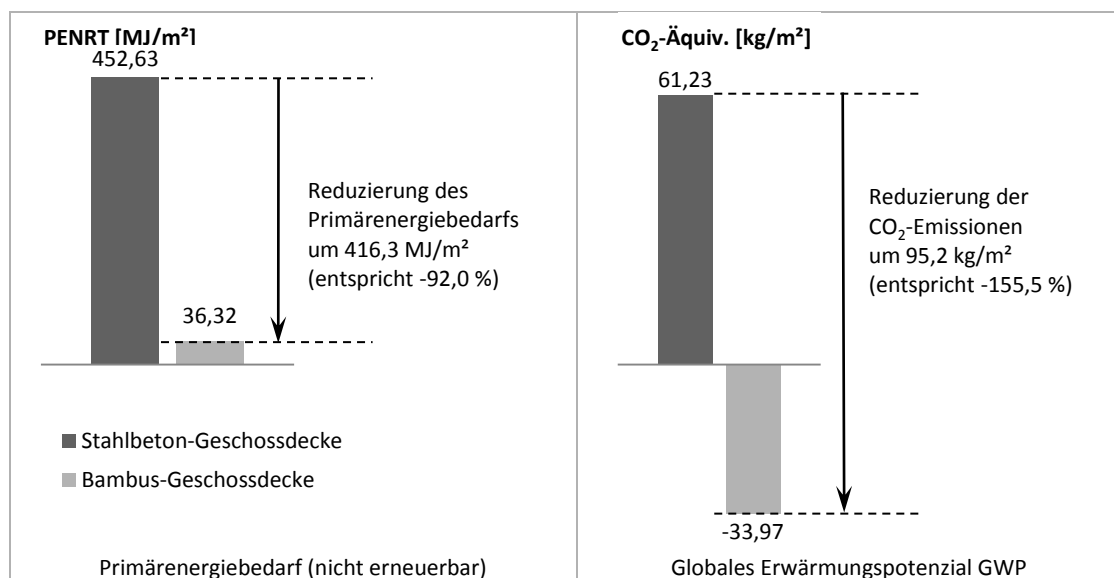 PENRT [MJ/m²]
452,63
Reduzierung des
Primärenergiebedarfs
um 416,3 MJ/m²
(entspricht -92,0 %)
36,32
Stahlbeton-Geschossdecke
Bambus-Geschossdecke
Primärenergiebedarf (nicht erneuerbar)
CO₂-Äquiv. [kg/m²]
61,23
Reduzierung der
CO₂-Emissionen
um 95,2 kg/m²
(entspricht -155,5 %)
-33,97
Globales Erwärmungspotenzial GWP